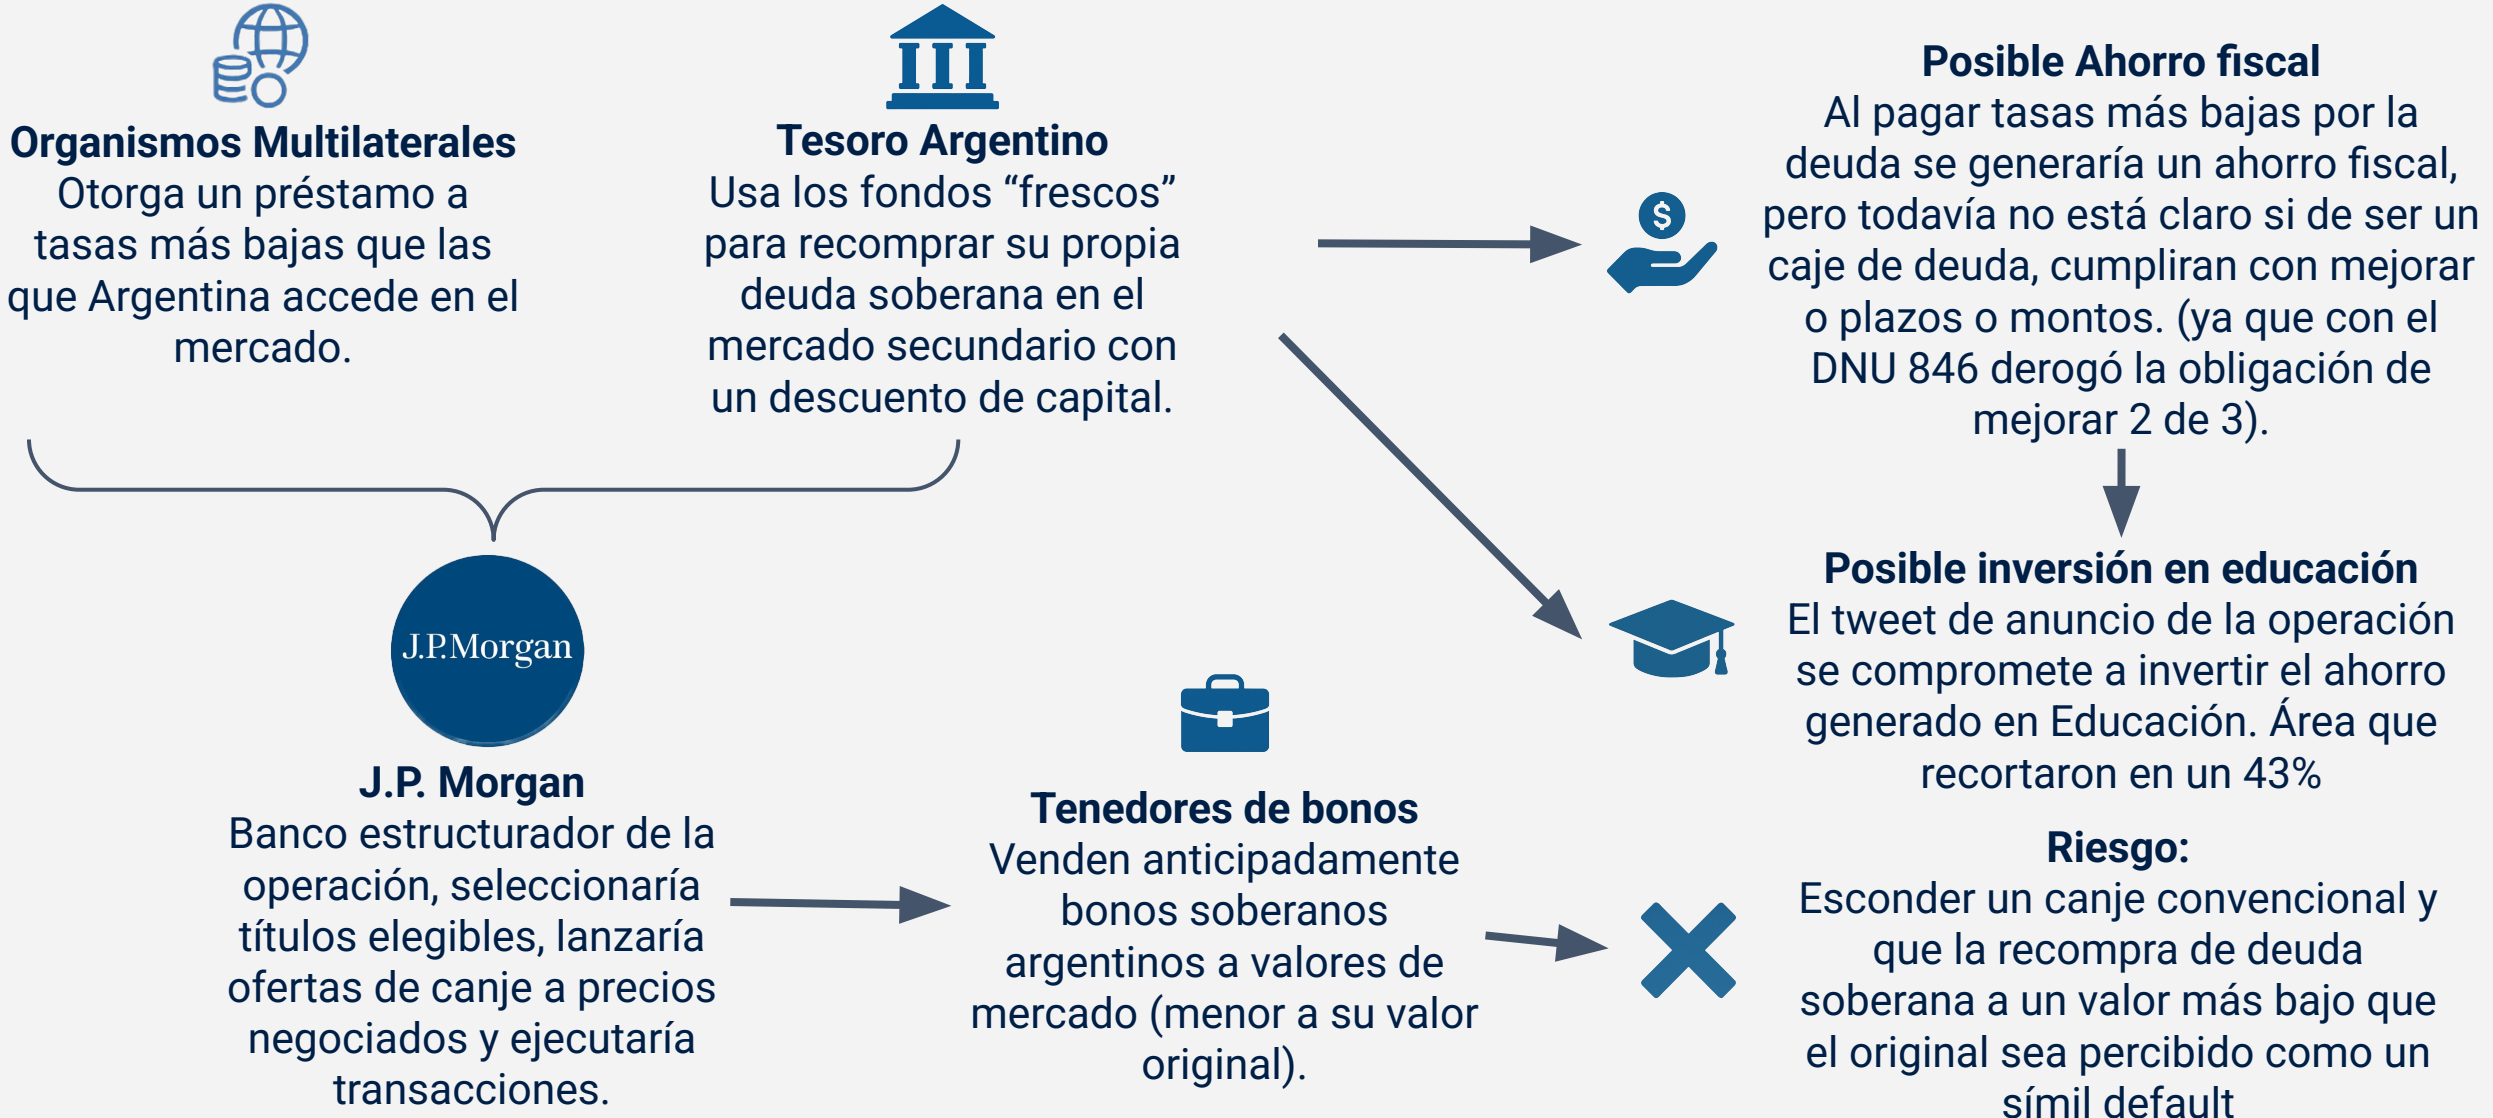 Organismos Multilaterales
Otorga un préstamo a
tasas más bajas que las
que Argentina accede en el
mercado.
Tesoro Argentino
Usa los fondos “frescos”
para recomprar su propia
deuda soberana en el
mercado secundario con
un descuento de capital.
Posible Ahorro fiscal
Al pagar tasas más bajas por la
deuda se generaría un ahorro fiscal,
pero todavía no está claro si de ser un
caje de deuda, cumpliran con mejorar
o plazos o montos. (ya que con el
DNU 846 derogó la obligación de
mejorar 2 de 3).
$
J.P.Morgan
J.P. Morgan
Banco estructurador de la
operación, seleccionaría
títulos elegibles, lanzaría
ofertas de canje a precios
negociados y ejecutaría
transacciones.
Tenedores de bonos
Venden anticipadamente
bonos soberanos
argentinos a valores de
mercado (menor a su valor
original).
Posible inversión en educación
El tweet de anuncio de la operación
se compromete a invertir el ahorro
generado en Educación. Área que
recortaron en un 43%
Riesgo:
Esconder un canje convencional y
que la recompra de deuda
soberana a un valor más bajo que
el original sea percibido como un
símil default